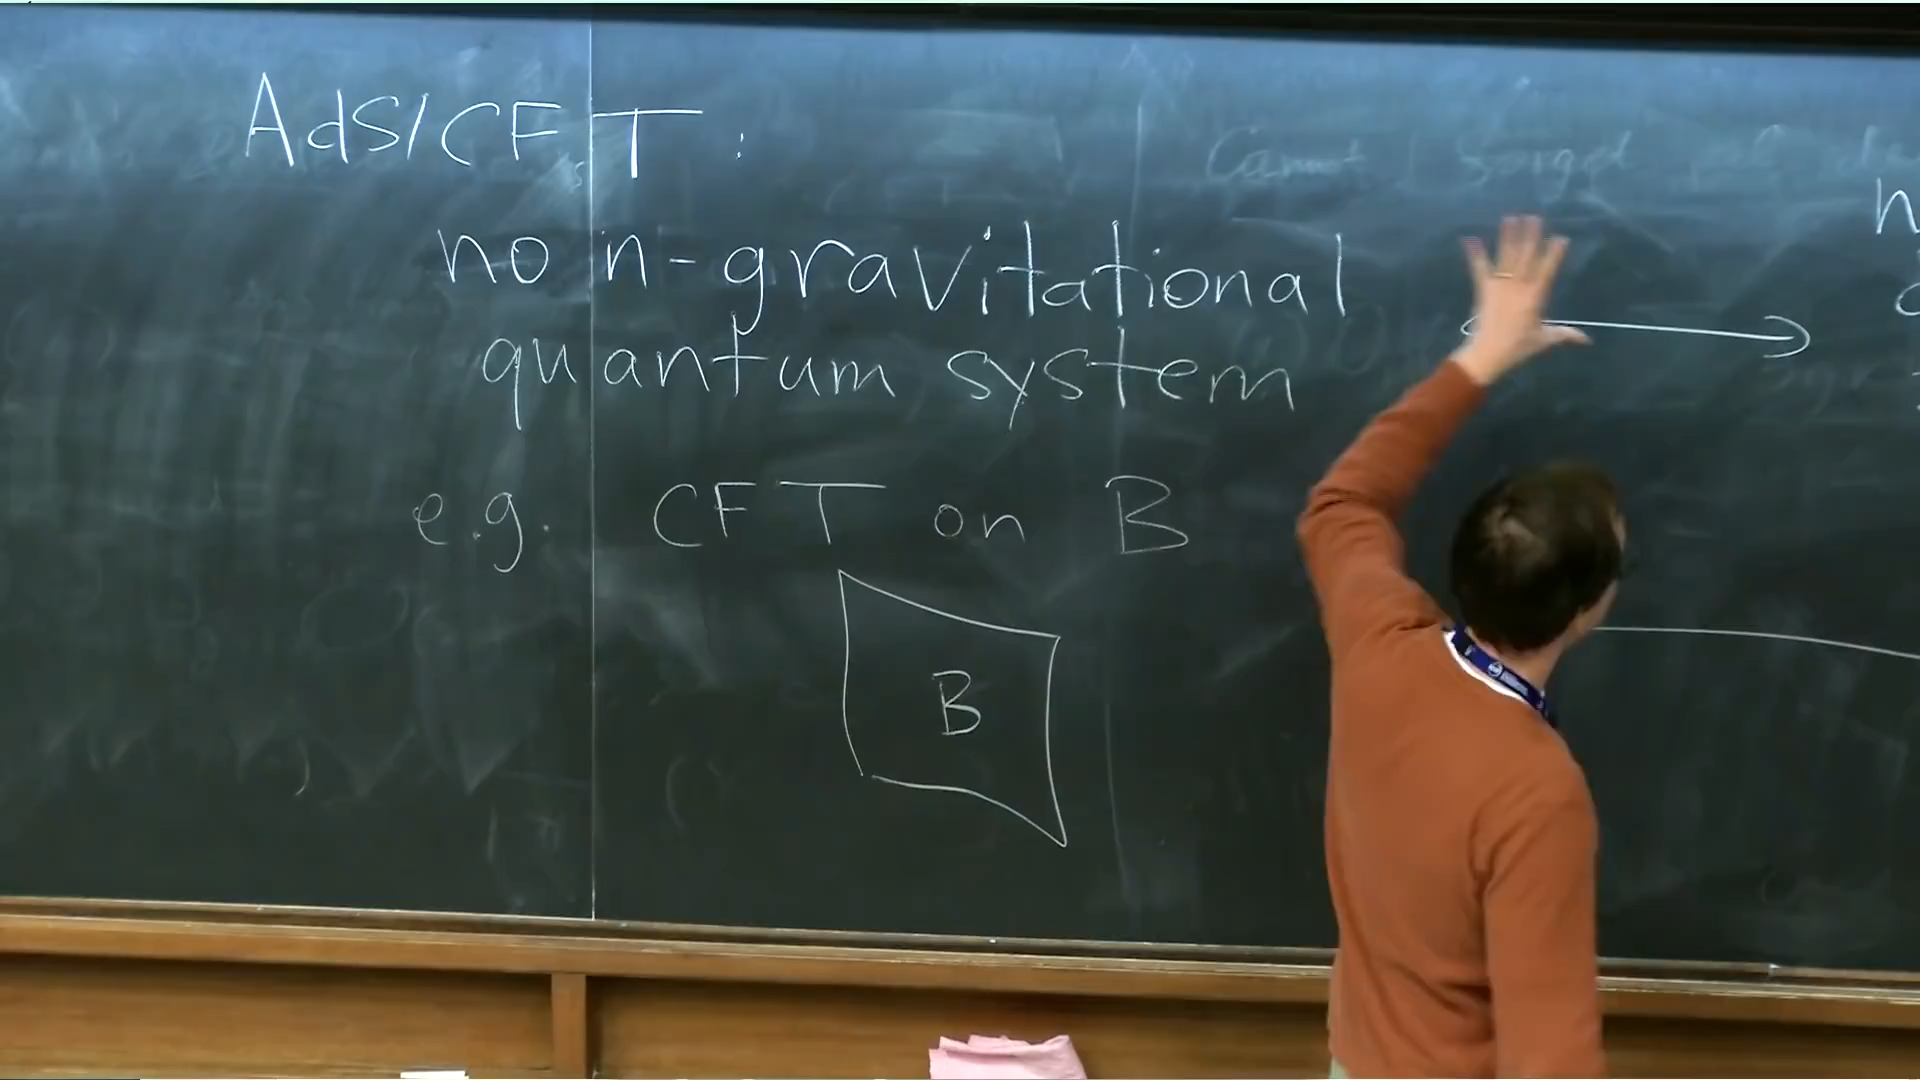 AdS/CFT :
non-gravitational
quantum system
e.g. CFT on B
B